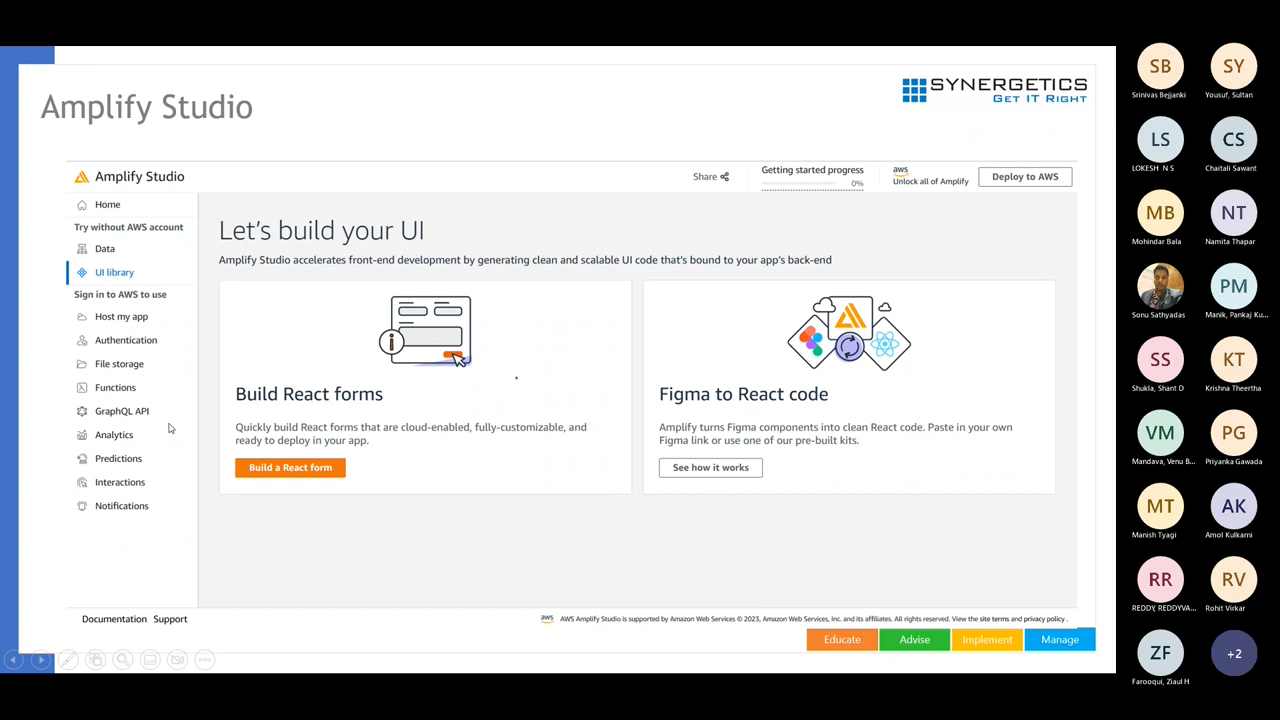 Amplify Studio
SYNERGETICS
GET IT RIGHT
Amplify Studio
Share
Getting started progress
0%
aws
Unlock all of Amplify
Deploy to AWS
Home
Try without AWS account
Data
UI library
Sign in to AWS to use
Host my app
Authentication
File storage
Functions
GraphQL API
Analytics
Predictions
Interactions
Notifications
Documentation
Support
Let's build your UI
Amplify Studio accelerates front-end development by generating clean and scalable UI code that's bound to your app's back-end
Build React forms
Quickly build React forms that are cloud-enabled, fully-customizable, and
ready to deploy in your app.
Build a React form
Figma to React code
Amplify turns Figma components into clean React code. Paste in your own
Figma link or use one of our pre-built kits.
See how it works
aws
AWS Amplify Studio is supported by Amazon Web Services © 2023, Amazon Web Services, Inc. and its affiliates. All rights reserved. View the site terms and privacy policy .
Educate
Advise
Implement
Manage
SB
Srinivas Bejjanki
SY
Yousuf, Sultan
LS
LOKESH N S
CS
Chaitali Sawant
MB
Mohindar Bala
NT
Namita Thapar
Sonu Sathyadas
PM
Manik, Pankaj Ku...
SS
Shukla, Shant D
KT
Krishna Theertha
VM
Mandava, Venu B...
PG
Priyanka Gawada
MT
Manish Tyagi
AK
Amol Kulkarni
RR
REDDY, REDDYVA...
RV
Rohit Virkar
ZF
Farooqui, Ziaul H
+2